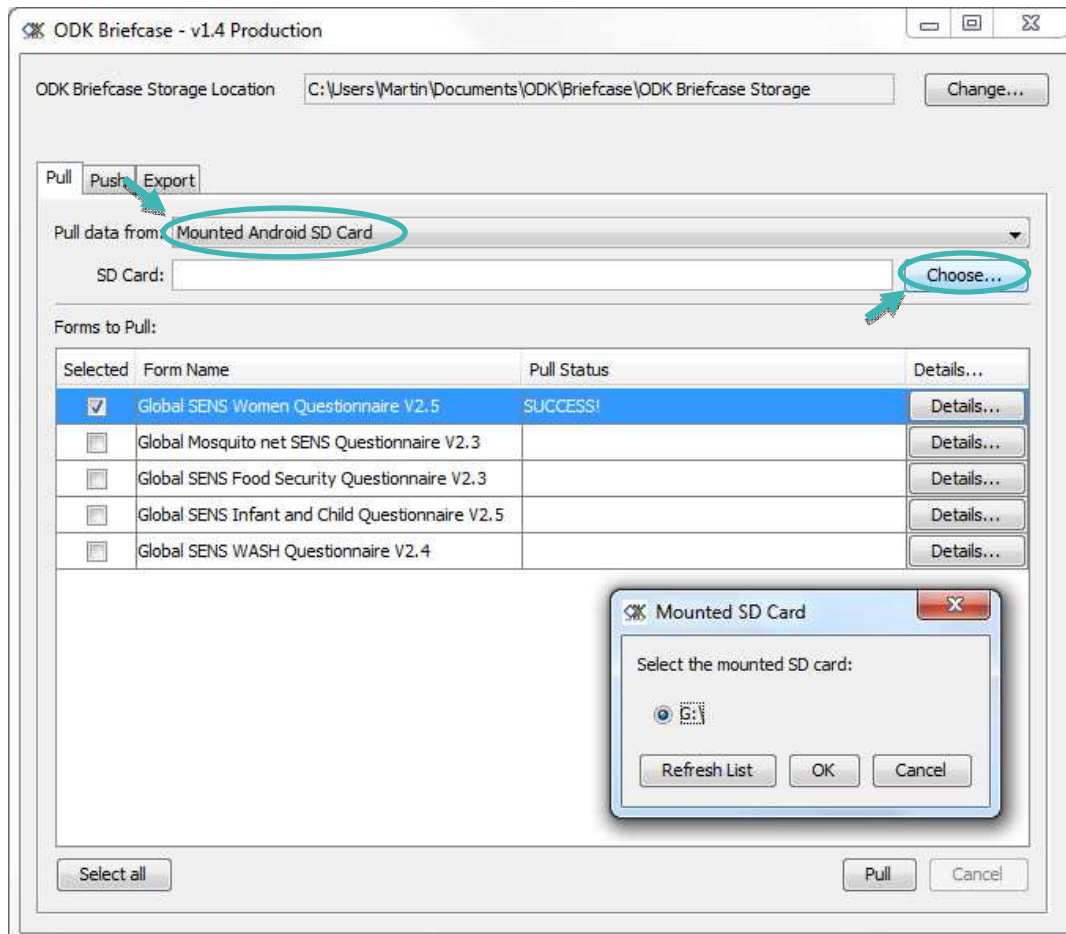 ODK Briefcase - v1.4 Production
ODK Briefcase Storage Location C:\Users\Martin\Documents\ODK\Briefcase\ODK Briefcase Storage Change...
Pull Push Export
Pull data from: Mounted Android SD Card
SD Card: Choose...
Forms to Pull:
Selected Form Name Pull Status Details...
Global SENS Women Questionnaire V2.5 SUCCESS! Details...
Global Mosquito net SENS Questionnaire V2.3 Details...
Global SENS Food Security Questionnaire V2.3 Details...
Global SENS Infant and Child Questionnaire V2.5 Details...
Global SENS WASH Questionnaire V2.4 Details...
Mounted SD Card
Select the mounted SD card:
G:\
Refresh List OK Cancel
Select all Pull Cancel